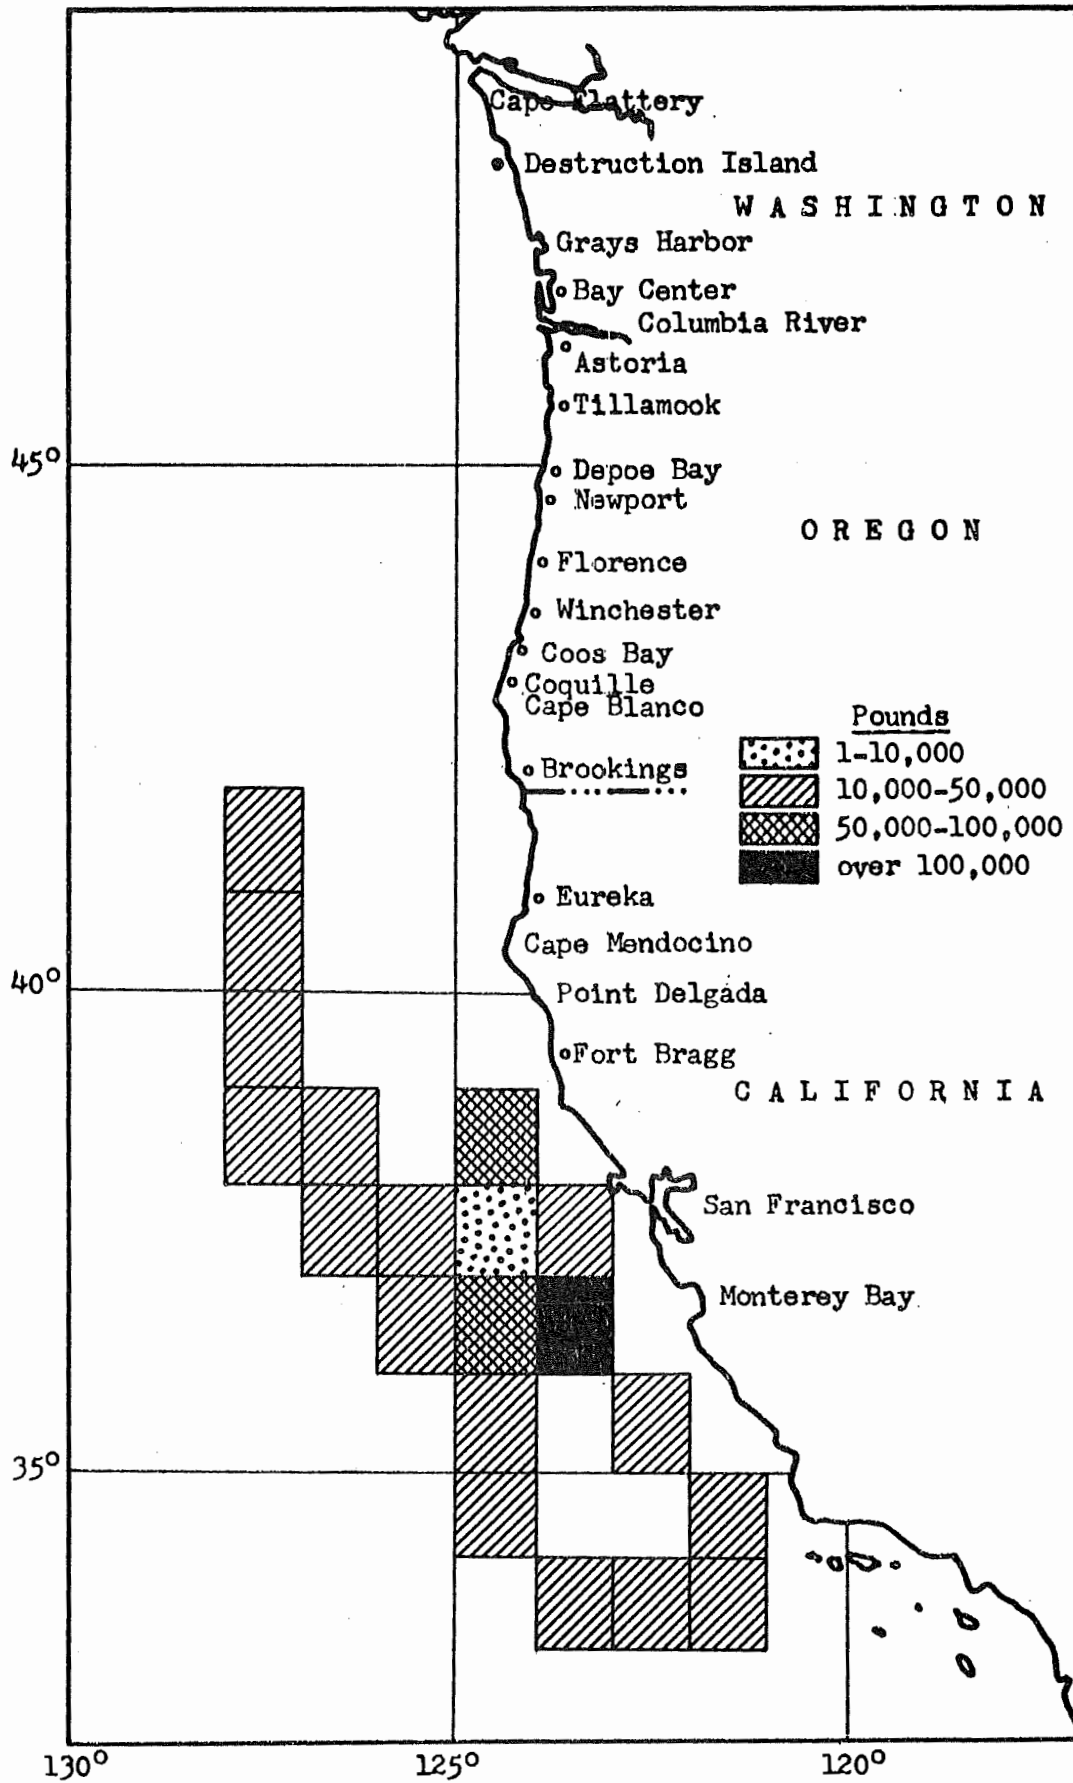 Cape Flattery
Destruction Island
WASHINGTON
Grays Harbor
Bay Center
Columbia River
Astoria
Tillamook
45°
Depoe Bay
Newport
OREGON
Florence
Winchester
Coos Bay
Coquille
Cape Blanco
Pounds
1-10,000
10,000-50,000
50,000-100,000
over 100,000
Brookings
Eureka
Cape Mendocino
40°
Point Delgada
Fort Bragg
CALIFORNIA
San Francisco
Monterey Bay
35°
130°
125°
120°